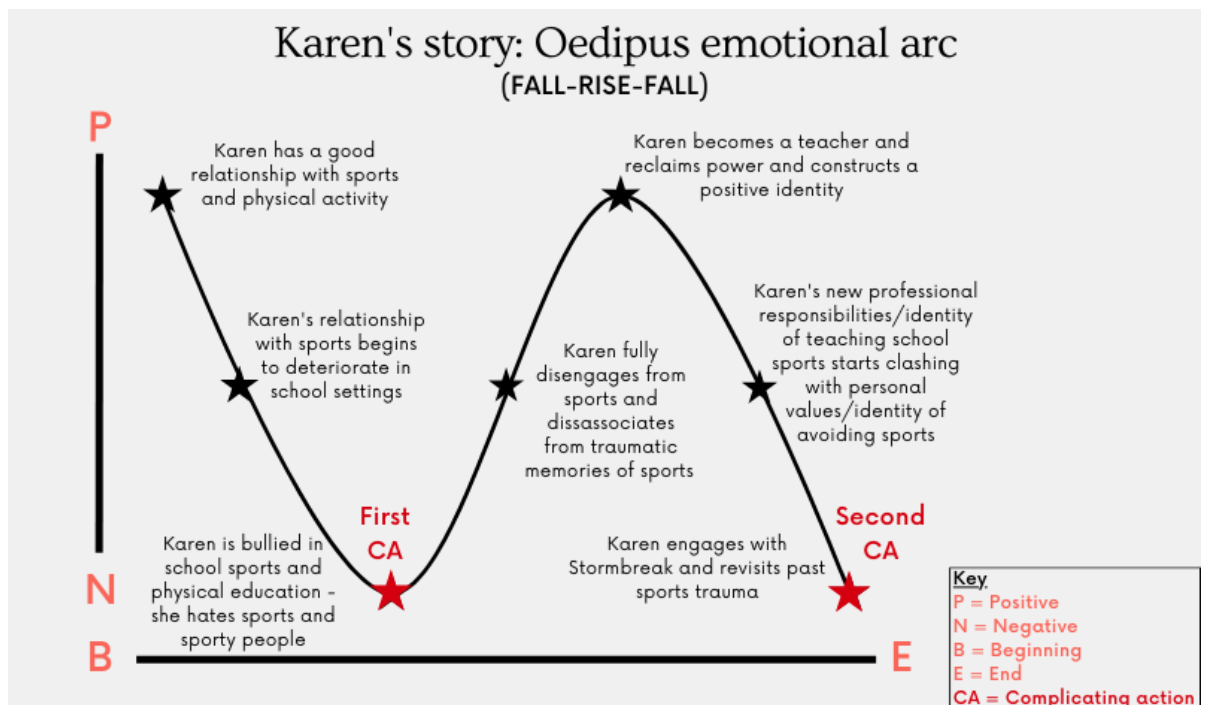 Karen's story: Oedipus emotional arc
(FALL-RISE-FALL)
P
Karen has a good
relationship with sports
and physical activity
Karen becomes a teacher and
reclaims power and constructs a
positive identity
Karen's relationship
with sports begins
to deteriorate in
school settings
Karen fully
disengages from
sports and
dissassociates
from traumatic
memories of sports
Karen's new professional
responsibilities/identity
of teaching school
sports starts clashing
with personal
values/identity of
avoiding sports
First
CA
Second
CA
Karen is bullied in
school sports and
physical education -
she hates sports and
sporty people
Karen engages with
Stormbreak and revisits past
sports trauma
N
B
E
Key
P = Positive
N = Negative
B = Beginning
E = End
CA = Complicating action